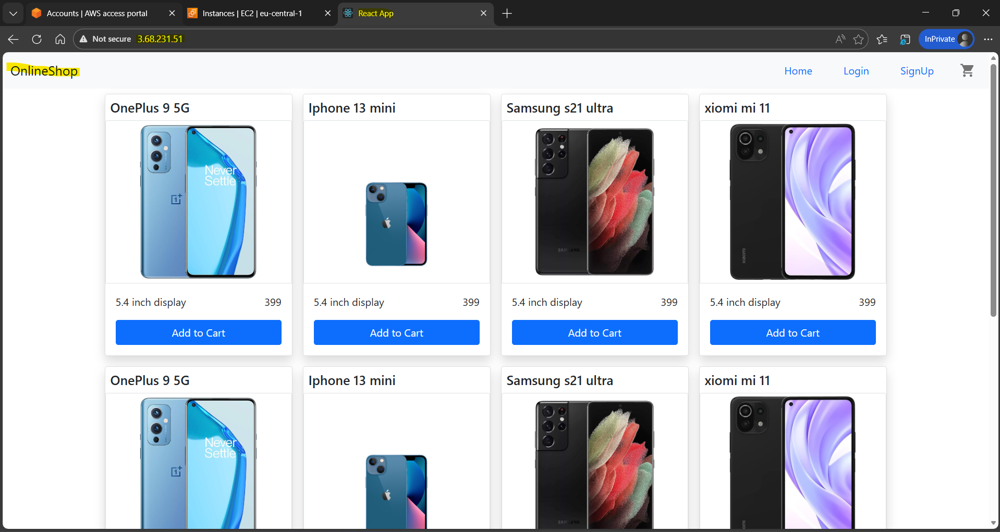 Accounts | AWS access portal
Instances | EC2 | eu-central-1
React App
Not secure 3.68.231.51
InPrivate
OnlineShop
Home Login SignUp
OnePlus 9 5G Iphone 13 mini Samsung s21 ultra xiomi mi 11
Never
Settle
SAMSUNG
XIAOMI
5.4 inch display 399 5.4 inch display 399 5.4 inch display 399 5.4 inch display 399
Add to Cart Add to Cart Add to Cart Add to Cart
OnePlus 9 5G Iphone 13 mini Samsung s21 ultra xiomi mi 11
Never
Settle
SAMSUNG